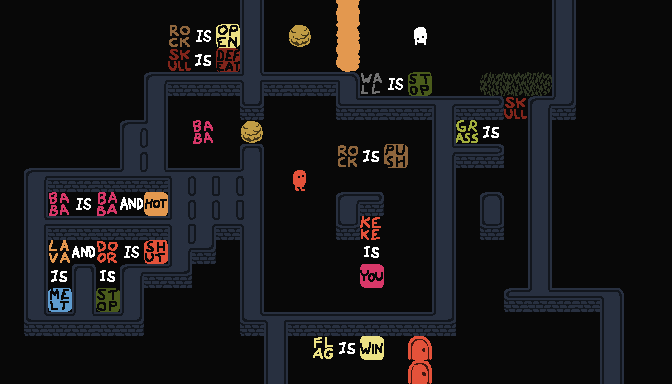 ROCK IS OPEN
SKULL IS DEFEAT
WALL IS STOP
SKULL
BABA
GRASS IS
ROCK IS PUSH
BABA IS BABA AND HOT
KEKE
IS
YOU
LAVA AND DOOR IS SHUT
IS IS
MELT STOP
FLAG IS WIN